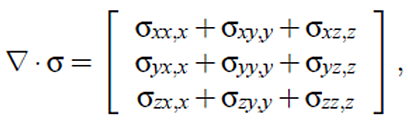 σxx,x + σxy,y + σxz,z
∇ · σ = [ σyx,x + σyy,y + σyz,z ] ,
σzx,x + σzy,y + σzz,z